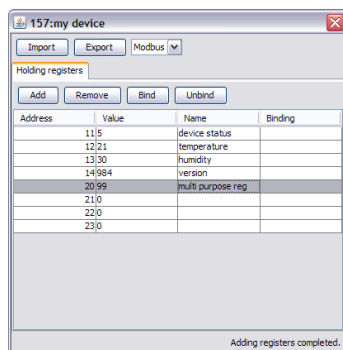 157:my device
Import Export Modbus
Holding registers
Add Remove Bind Unbind
Address Value Name Binding
11 5 device status
12 21 temperature
13 30 humidity
14 984 version
20 99 multi purpose reg
21 0
22 0
23 0
Adding registers completed.